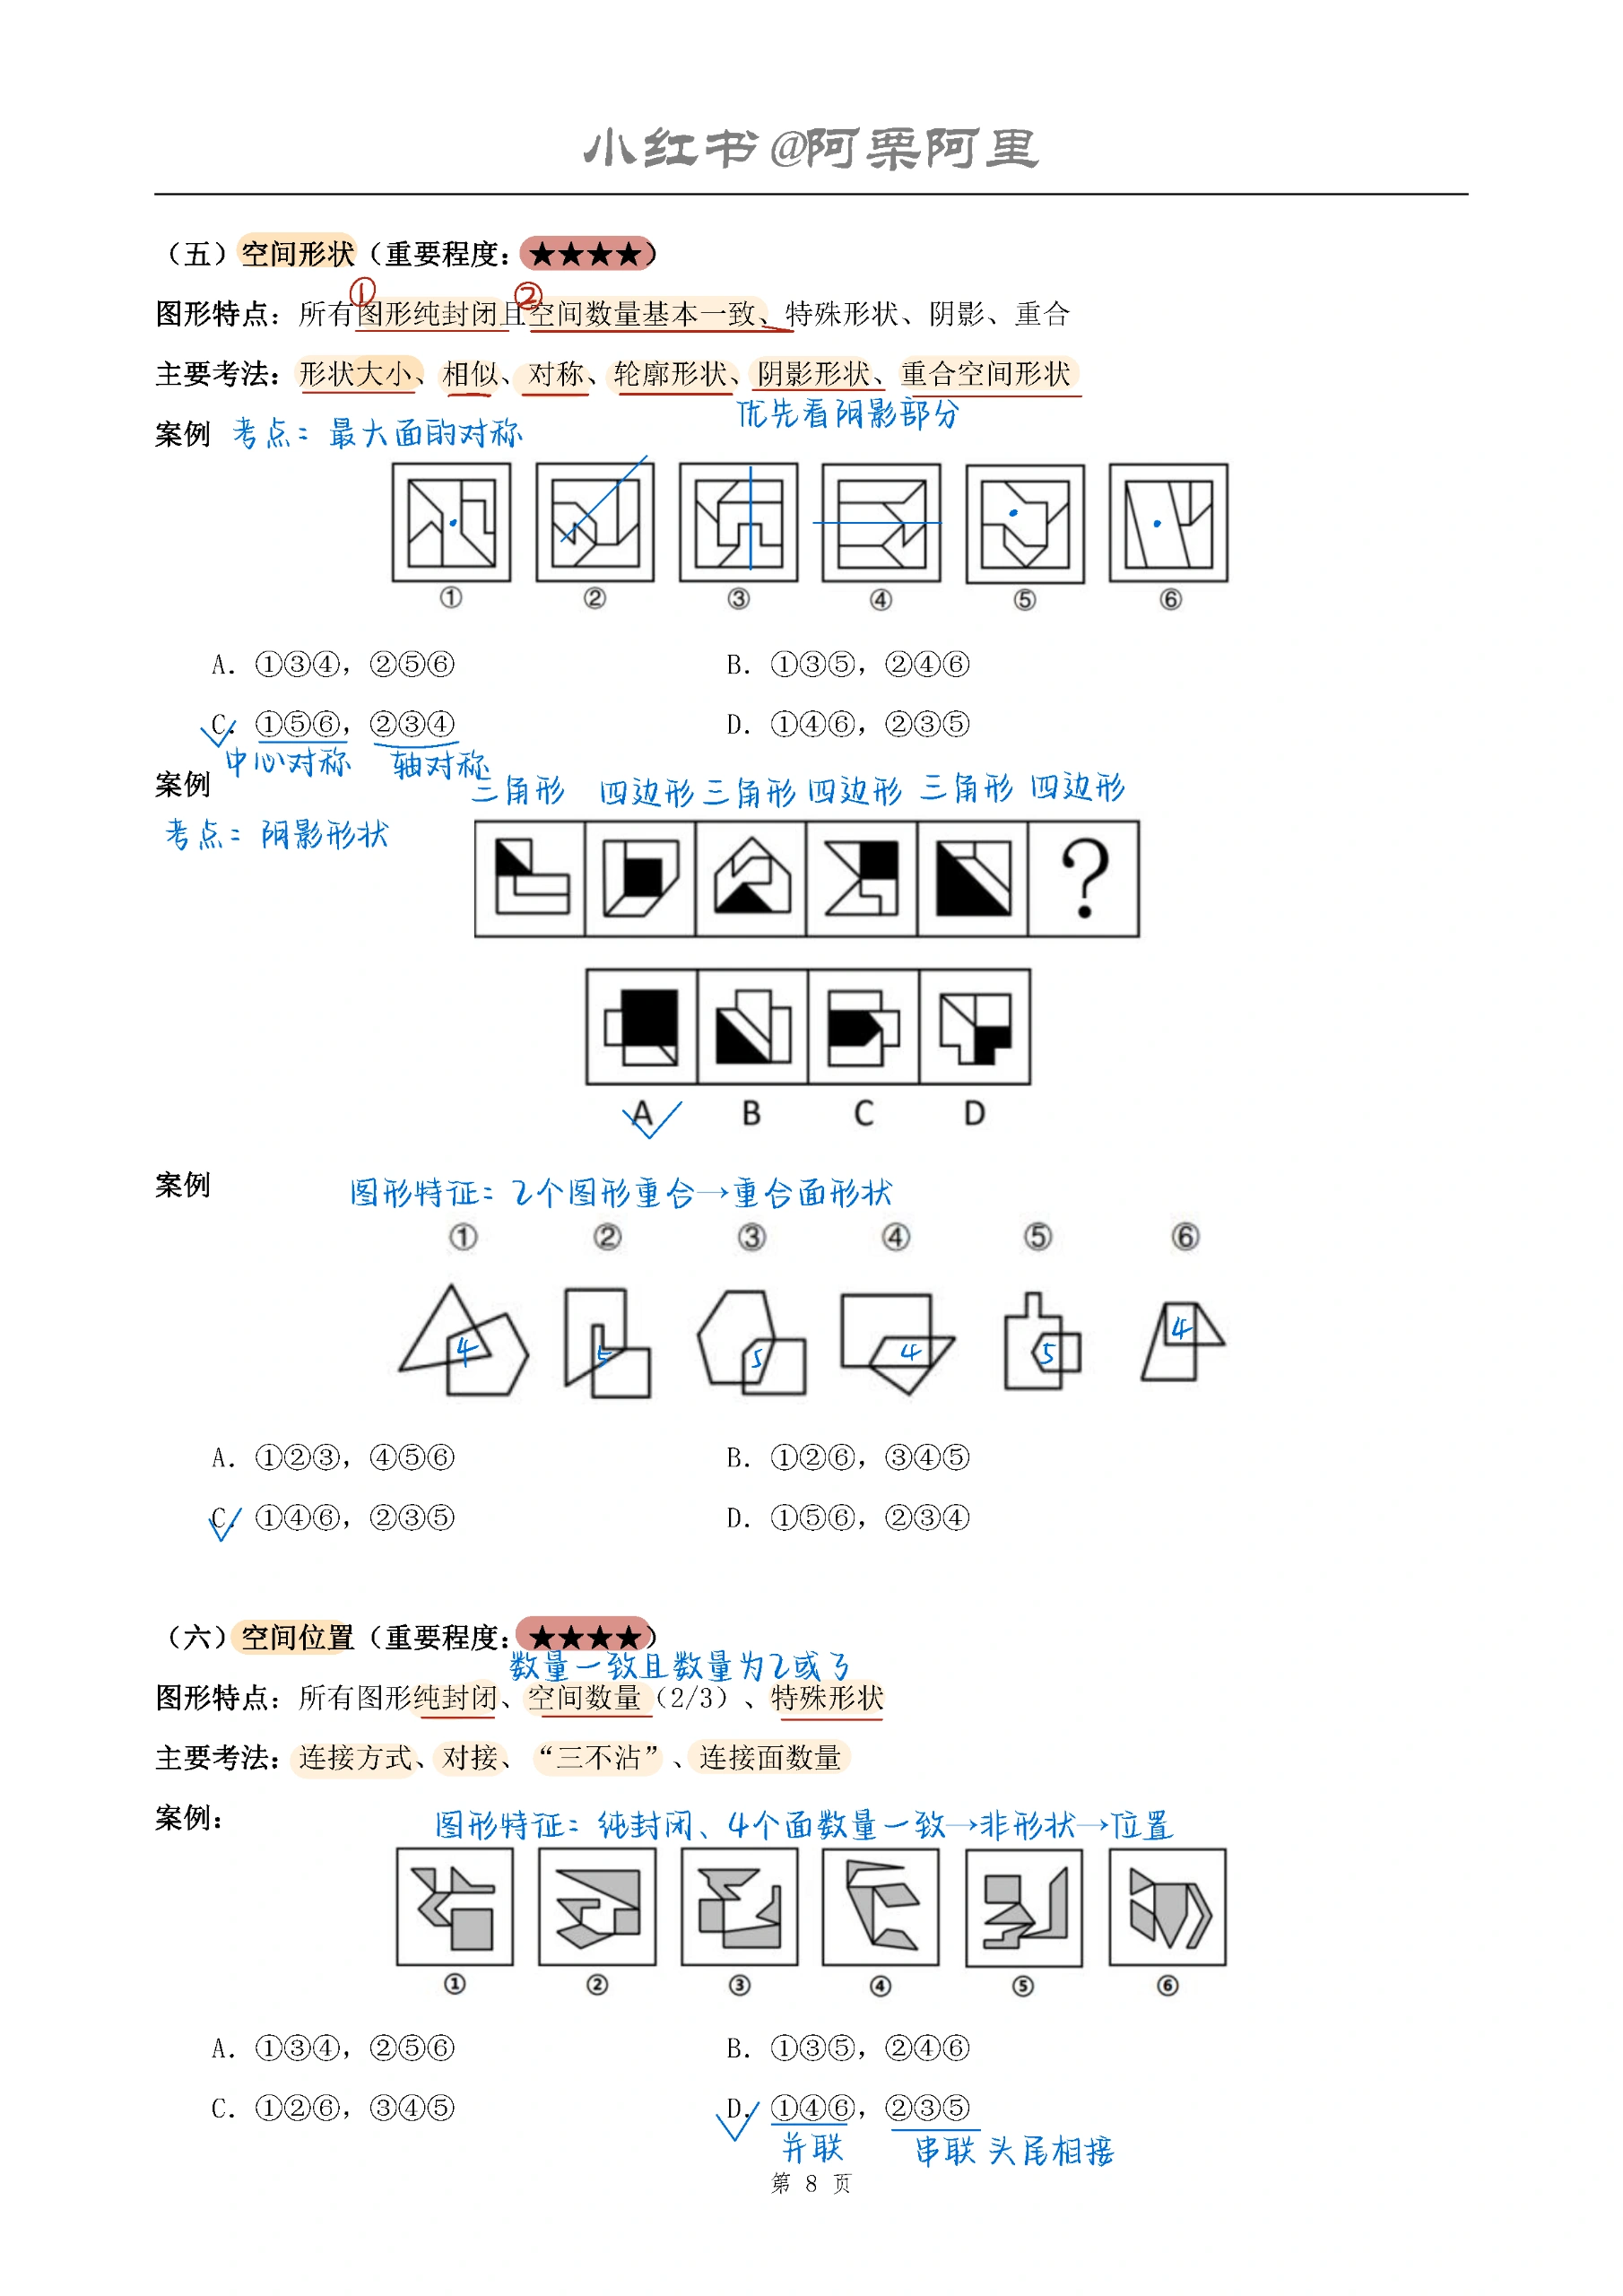 小红书@阿栗阿里
（五）空间形状（重要程度：★★★★）
① ②
图形特点：所有图形纯封闭且空间数量基本一致、特殊形状、阴影、重合
主要考法：形状大小、相似、对称、轮廓形状、阴影形状、重合空间形状
优先看阴影部分
案例 考点：最大面的对称
① ② ③ ④ ⑤ ⑥
A. ①③④，②⑤⑥ B. ①③⑤，②④⑥
C. ①⑤⑥，②③④ D. ①④⑥，②③⑤
中心对称 轴对称
案例
三角形 四边形 三角形 四边形 三角形 四边形
考点：阴影形状
?
A B C D
案例
图形特征：2个图形重合→重合面形状
① ② ③ ④ ⑤ ⑥
4 5 5 4 5 4
A. ①②③，④⑤⑥ B. ①②⑥，③④⑤
C. ①④⑥，②③⑤ D. ①⑤⑥，②③④
（六）空间位置（重要程度：★★★★）
数量一致且数量为2或3
图形特点：所有图形纯封闭、空间数量（2/3）、特殊形状
主要考法：连接方式、对接、“三不沾”、连接面数量
案例：
图形特征：纯封闭、4个面数量一致→非形状→位置
① ② ③ ④ ⑤ ⑥
A. ①③④，②⑤⑥ B. ①③⑤，②④⑥
C. ①②⑥，③④⑤ D. ①④⑥，②③⑤
并联 串联 头尾相接
第 8 页